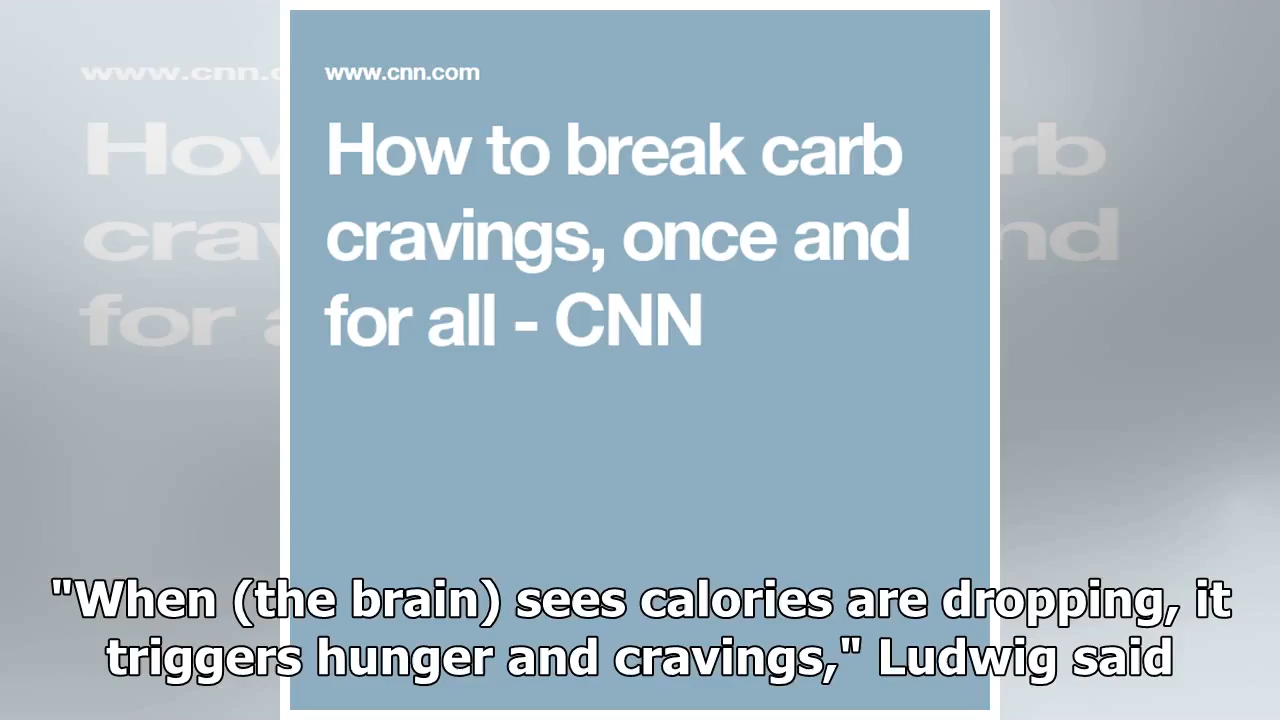 www.cnn.com
How to break carb
cravings, once and
for all - CNN
"When (the brain) sees calories are dropping, it
triggers hunger and cravings," Ludwig said